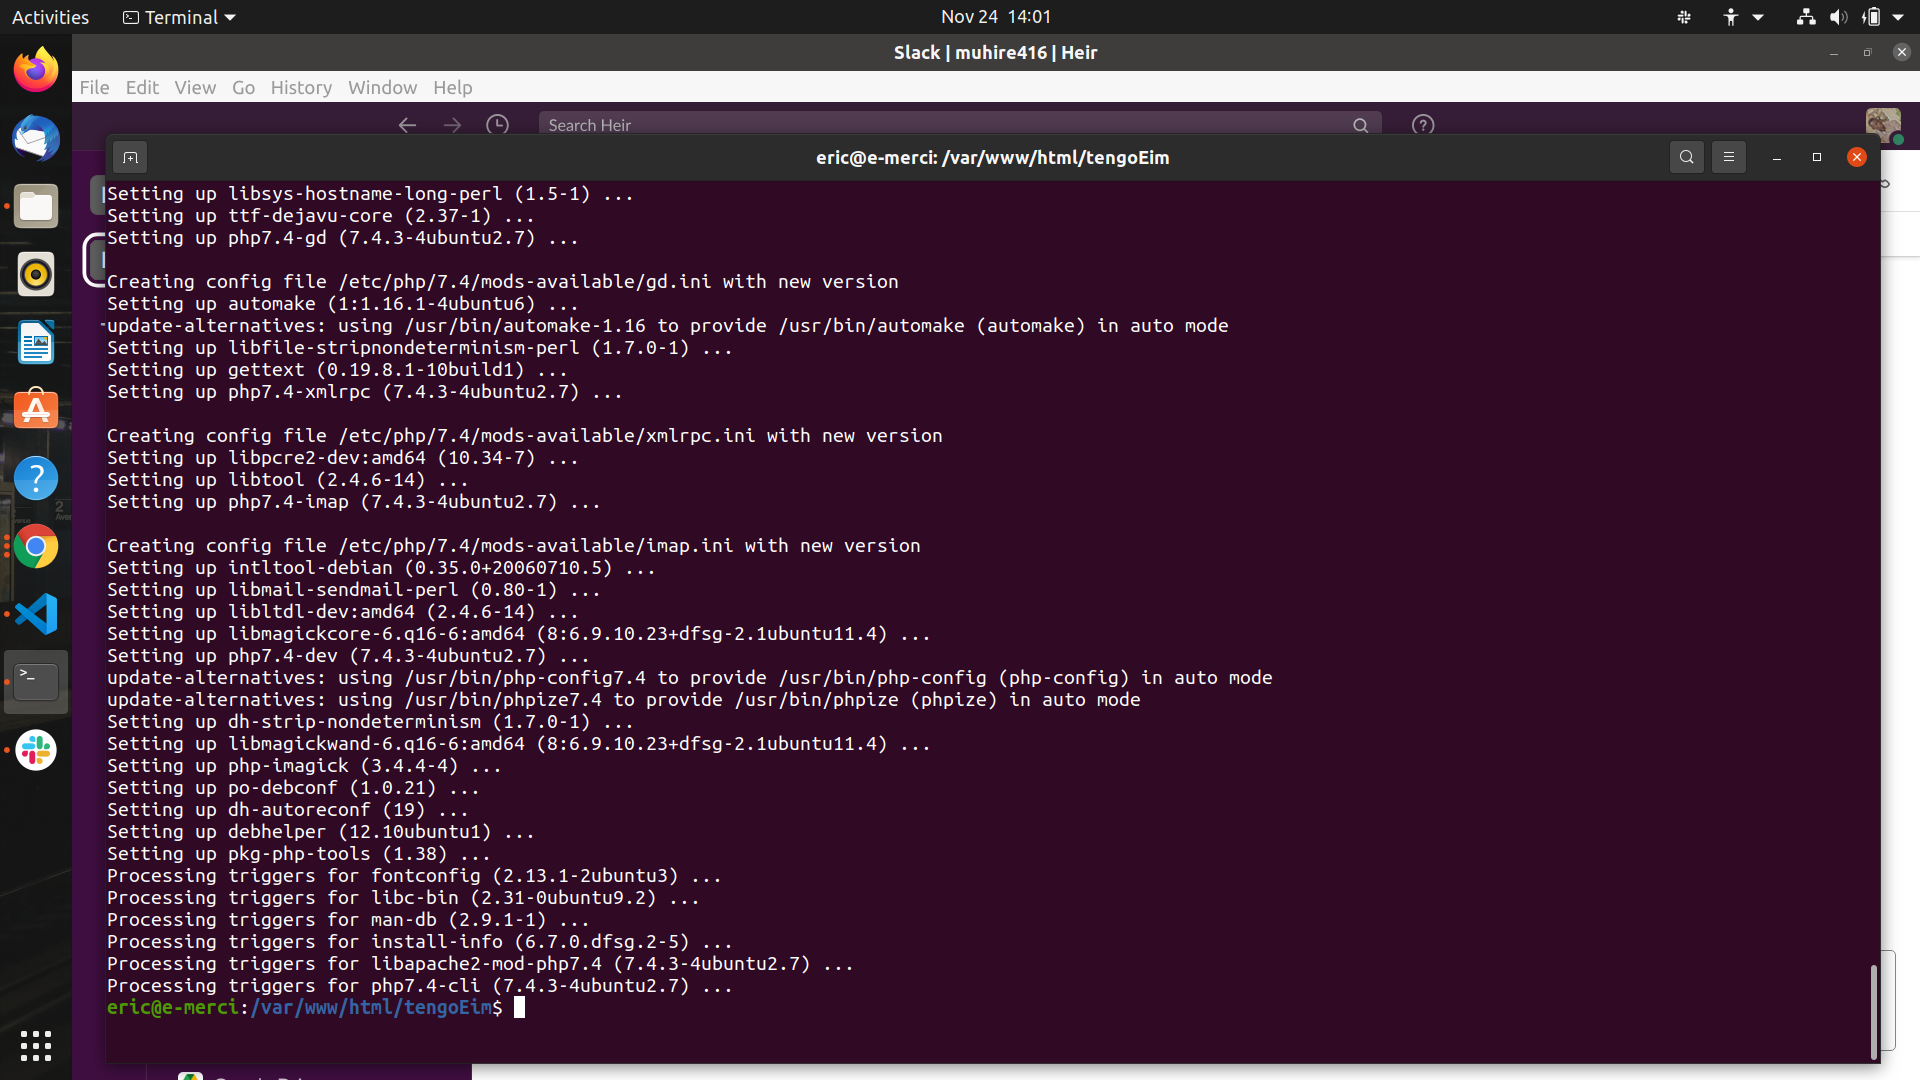 Activities
Terminal
Nov 24 14:01
Slack | muhire416 | Heir
File Edit View Go History Window Help
Search Heir
eric@e-merci: /var/www/html/tengoEim
Setting up libsys-hostname-long-perl (1.5-1) ...
Setting up ttf-dejavu-core (2.37-1) ...
Setting up php7.4-gd (7.4.3-4ubuntu2.7) ...
Creating config file /etc/php/7.4/mods-available/gd.ini with new version
Setting up automake (1:1.16.1-4ubuntu6) ...
update-alternatives: using /usr/bin/automake-1.16 to provide /usr/bin/automake (automake) in auto mode
Setting up libfile-stripnondeterminism-perl (1.7.0-1) ...
Setting up gettext (0.19.8.1-10build1) ...
Setting up php7.4-xmlrpc (7.4.3-4ubuntu2.7) ...
Creating config file /etc/php/7.4/mods-available/xmlrpc.ini with new version
Setting up libpcre2-dev:amd64 (10.34-7) ...
Setting up libtool (2.4.6-14) ...
Setting up php7.4-imap (7.4.3-4ubuntu2.7) ...
Creating config file /etc/php/7.4/mods-available/imap.ini with new version
Setting up intltool-debian (0.35.0+20060710.5) ...
Setting up libmail-sendmail-perl (0.80-1) ...
Setting up libltdl-dev:amd64 (2.4.6-14) ...
Setting up libmagickcore-6.q16-6:amd64 (8:6.9.10.23+dfsg-2.1ubuntu11.4) ...
Setting up php7.4-dev (7.4.3-4ubuntu2.7) ...
update-alternatives: using /usr/bin/php-config7.4 to provide /usr/bin/php-config (php-config) in auto mode
update-alternatives: using /usr/bin/phpize7.4 to provide /usr/bin/phpize (phpize) in auto mode
Setting up dh-strip-nondeterminism (1.7.0-1) ...
Setting up libmagickwand-6.q16-6:amd64 (8:6.9.10.23+dfsg-2.1ubuntu11.4) ...
Setting up php-imagick (3.4.4-4) ...
Setting up po-debconf (1.0.21) ...
Setting up dh-autoreconf (19) ...
Setting up debhelper (12.10ubuntu1) ...
Setting up pkg-php-tools (1.38) ...
Processing triggers for fontconfig (2.13.1-2ubuntu3) ...
Processing triggers for libc-bin (2.31-0ubuntu9.2) ...
Processing triggers for man-db (2.9.1-1) ...
Processing triggers for install-info (6.7.0.dfsg.2-5) ...
Processing triggers for libapache2-mod-php7.4 (7.4.3-4ubuntu2.7) ...
Processing triggers for php7.4-cli (7.4.3-4ubuntu2.7) ...
eric@e-merci:/var/www/html/tengoEim$